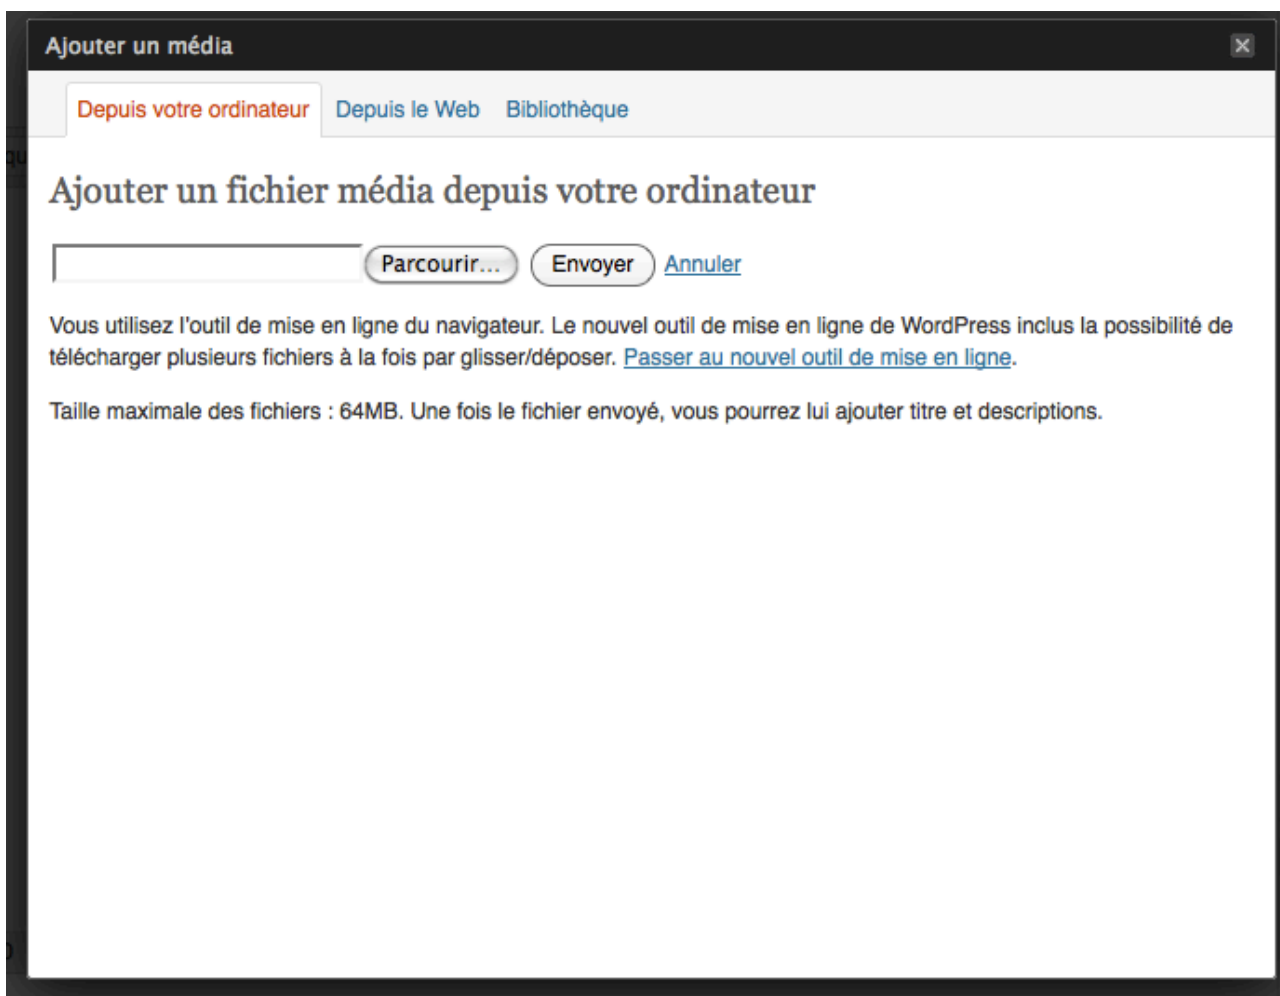 Ajouter un média
Depuis votre ordinateur Depuis le Web Bibliothèque
qu
Ajouter un fichier média depuis votre ordinateur
Parcourir... Envoyer Annuler
Vous utilisez l'outil de mise en ligne du navigateur. Le nouvel outil de mise en ligne de WordPress inclus la possibilité de
télécharger plusieurs fichiers à la fois par glisser/déposer. Passer au nouvel outil de mise en ligne.
Taille maximale des fichiers : 64MB. Une fois le fichier envoyé, vous pourrez lui ajouter titre et descriptions.